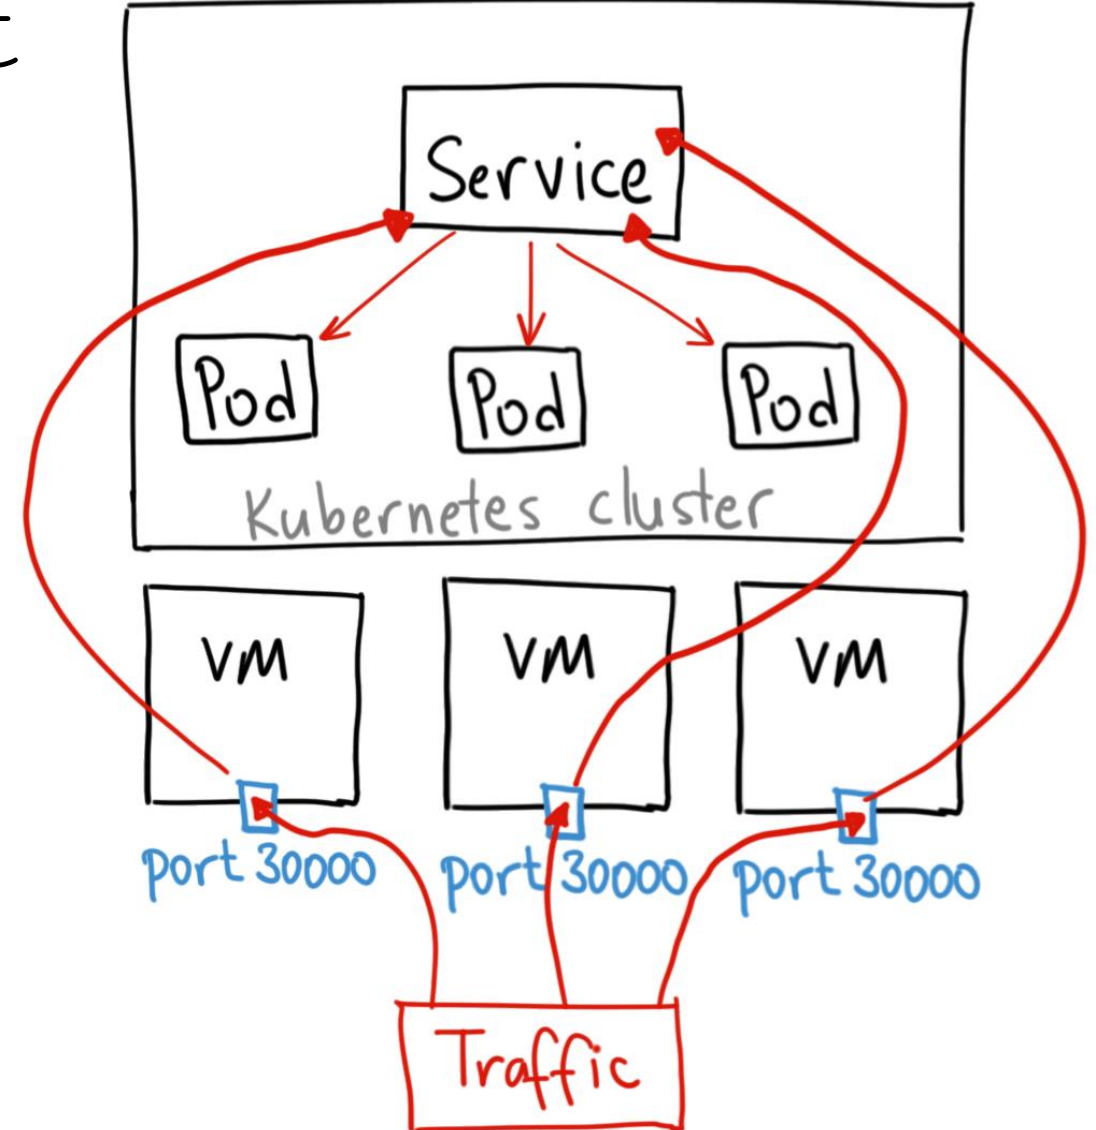 Service
Pod Pod Pod
Kubernetes cluster
VM VM VM
port 30000 port 30000 port 30000
Traffic